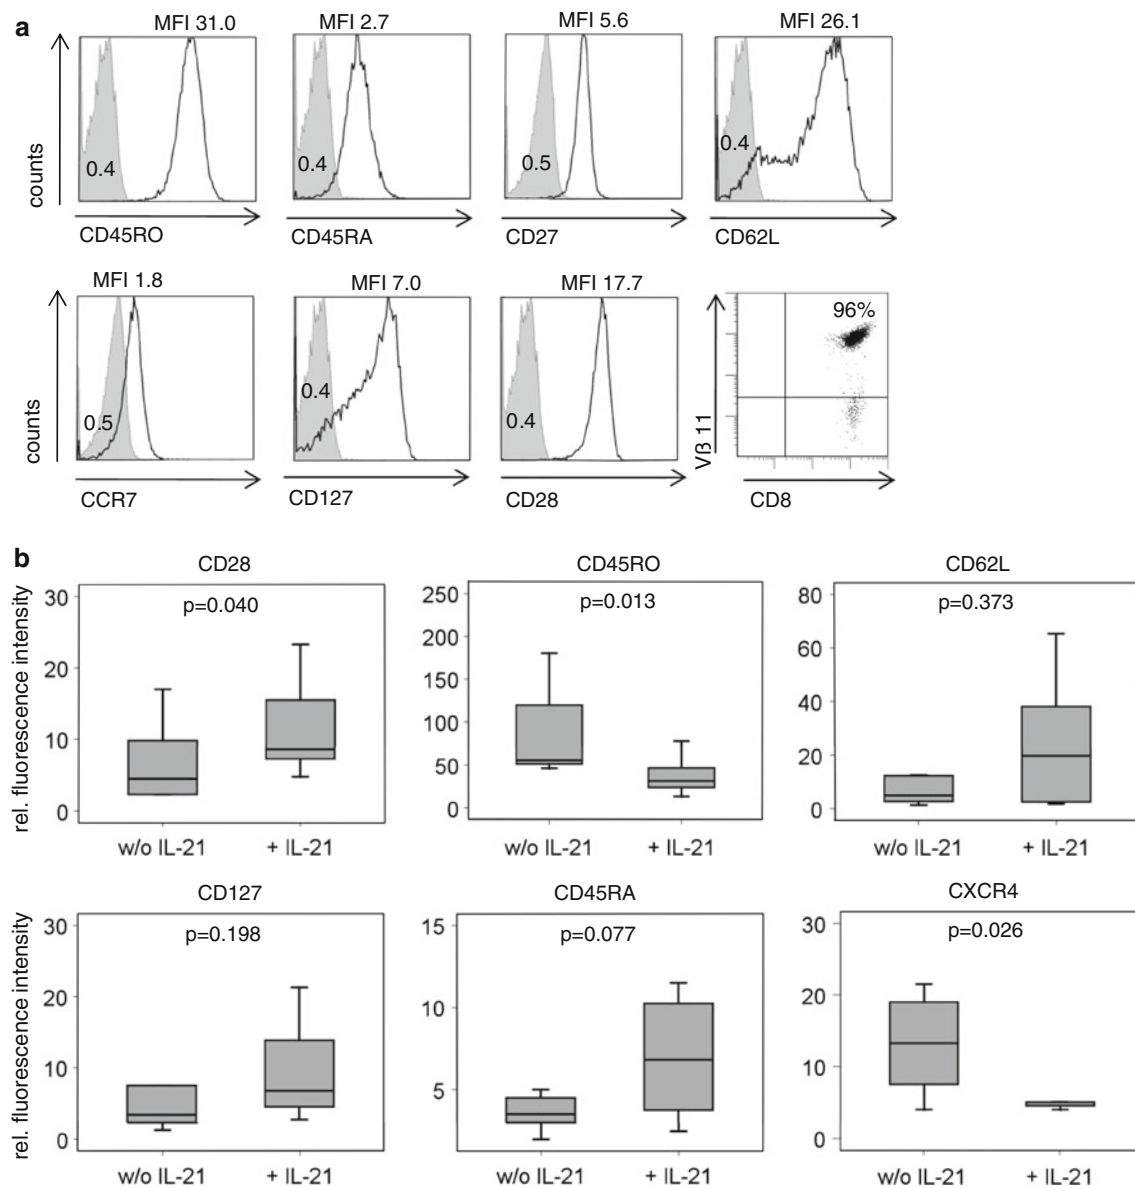 a
MFI 31.0
MFI 2.7
MFI 5.6
MFI 26.1
counts
0.4
0.4
0.5
0.4
CD45RO
CD45RA
CD27
CD62L
MFI 1.8
MFI 7.0
MFI 17.7
counts
0.5
0.4
0.4
96%
Vß 11
CCR7
CD127
CD28
CD8
b
CD28
p=0.040
rel. fluorescence intensity
30
20
10
0
w/o IL-21
+ IL-21
CD45RO
p=0.013
250
200
150
100
50
0
w/o IL-21
+ IL-21
CD62L
p=0.373
80
60
40
20
0
w/o IL-21
+ IL-21
CD127
p=0.198
rel. fluorescence intensity
30
20
10
0
w/o IL-21
+ IL-21
CD45RA
p=0.077
15
10
5
w/o IL-21
+ IL-21
CXCR4
p=0.026
30
20
10
0
w/o IL-21
+ IL-21